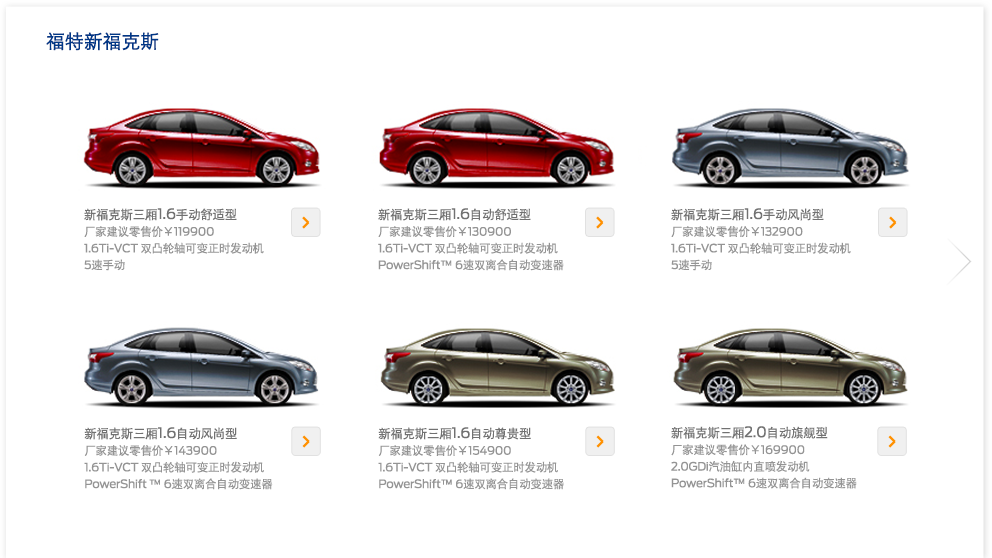 福特新福克斯
新福克斯三厢1.6手动舒适型
厂家建议零售价￥119900
1.6Ti-VCT 双凸轮轴可变正时发动机
5速手动
新福克斯三厢1.6自动舒适型
厂家建议零售价￥130900
1.6Ti-VCT 双凸轮轴可变正时发动机
PowerShift™ 6速双离合自动变速器
新福克斯三厢1.6手动风尚型
厂家建议零售价￥132900
1.6Ti-VCT 双凸轮轴可变正时发动机
5速手动
新福克斯三厢1.6自动风尚型
厂家建议零售价￥143900
1.6Ti-VCT 双凸轮轴可变正时发动机
PowerShift ™ 6速双离合自动变速器
新福克斯三厢1.6自动尊贵型
厂家建议零售价￥154900
1.6Ti-VCT 双凸轮轴可变正时发动机
PowerShift™ 6速双离合自动变速器
新福克斯三厢2.0自动旗舰型
厂家建议零售价￥169900
2.0GDi汽油缸内直喷发动机
PowerShift™ 6速双离合自动变速器